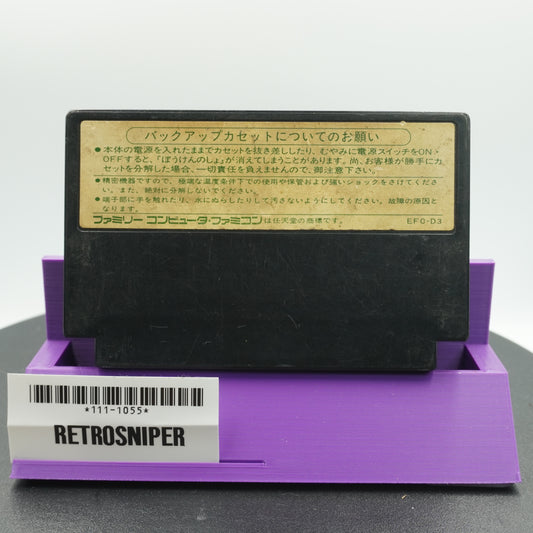 バックアップカセットについてのお願い
●本体の電源を入れたままでカセットを抜き差ししたり、むやみに電源スイッチをON・
OFFすると、「ぼうけんのしょ」が消えてしまうことがあります。尚、お客様が勝手にカ
セットを分解した場合、一切責任を負えませんので、御注意下さい。
●精密機器ですので、極端な温度条件下での使用や保管および強いショックをさけてくださ
い。また、絶対に分解しないでください。
●端子部に手を触れたり、水にぬらしたりして汚さないようにしてください。故障の原因と
なります。
ファミリーコンピュータ・ファミコンは任天堂の商標です。 EFO-D3
*111-1055*
RETROSNIPER